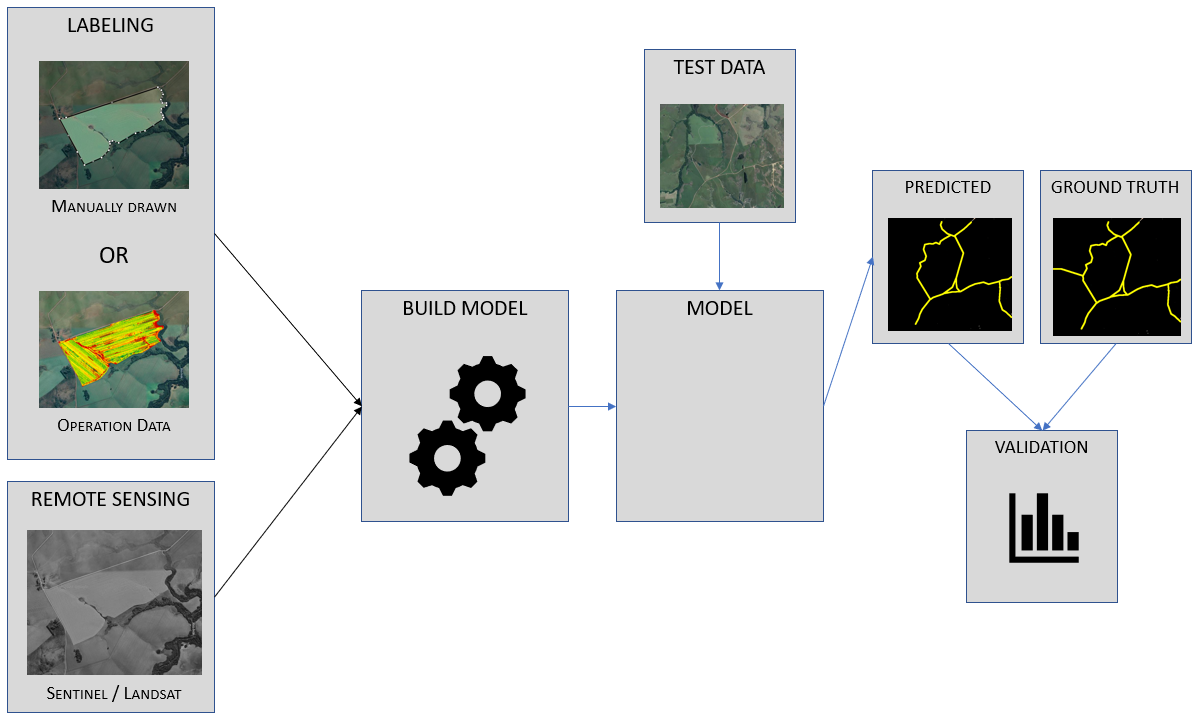 LABELING
MANUALLY DRAWN
OR
OPERATION DATA
REMOTE SENSING
SENTINEL / LANDSAT
BUILD MODEL
TEST DATA
MODEL
PREDICTED
GROUND TRUTH
VALIDATION